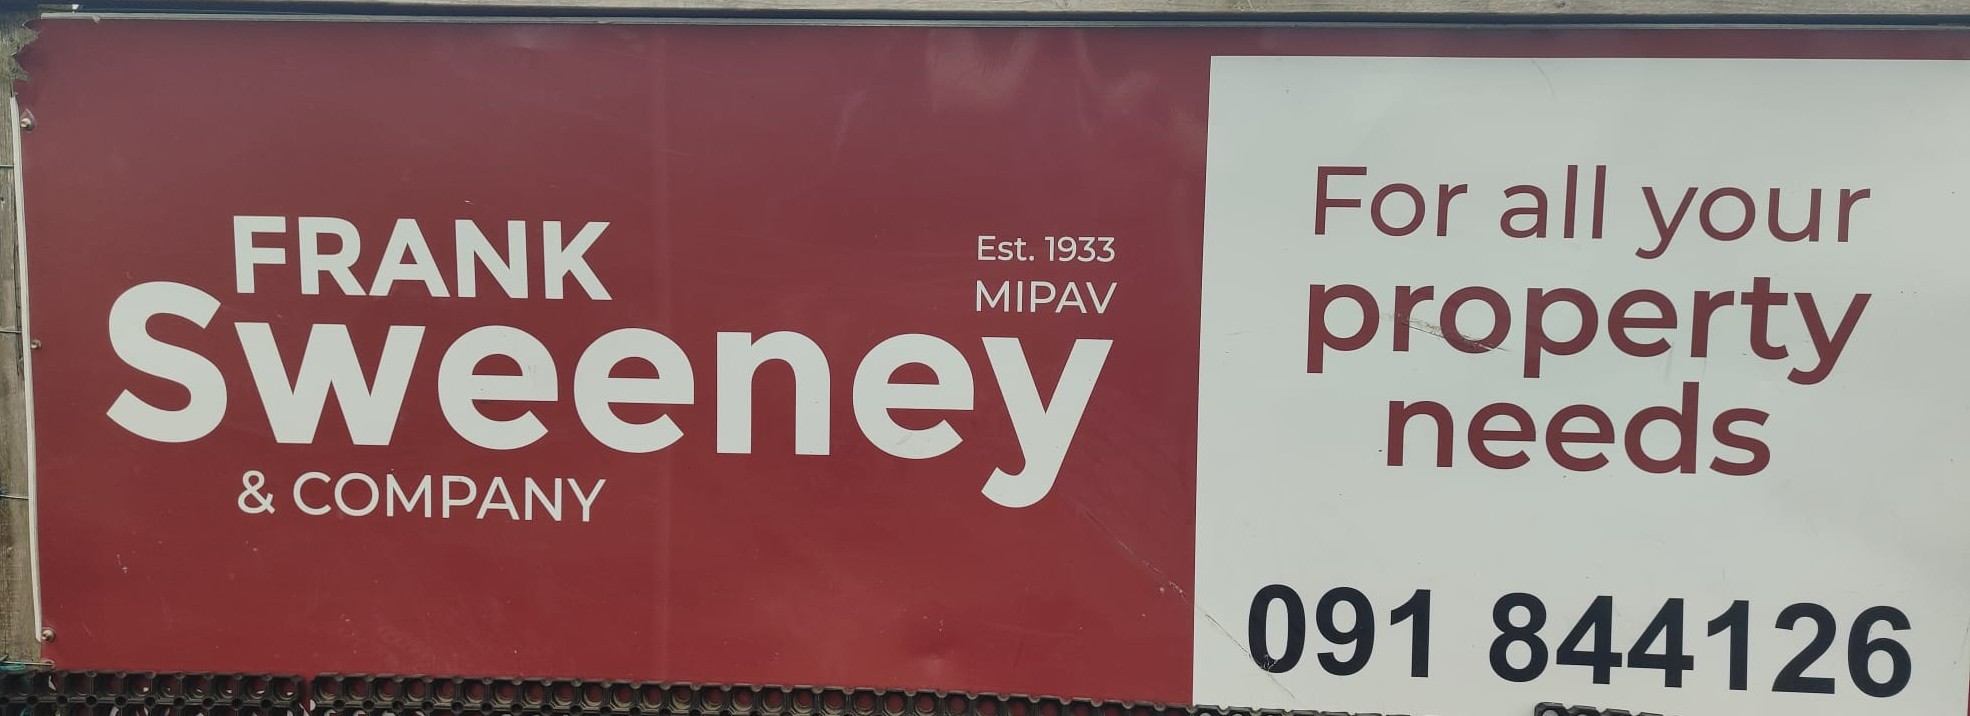 FRANK
Sweeney
& COMPANY
Est. 1933
MIPAV
For all your
property
needs
091 844126